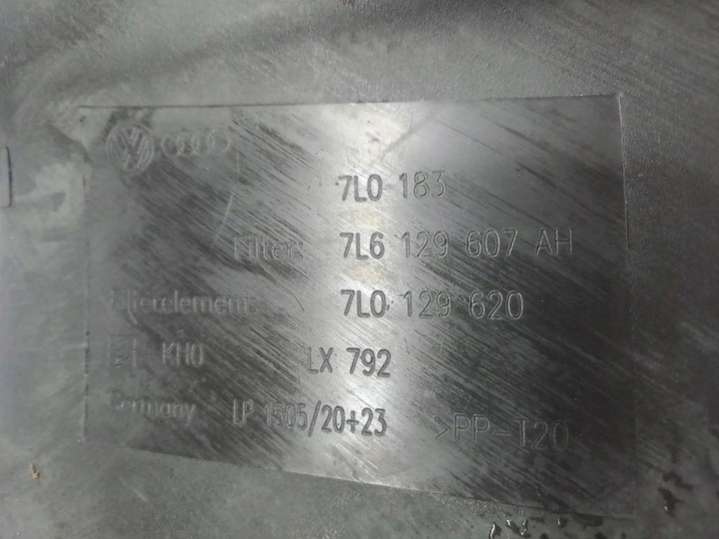 7L0 183
Filter: 7L6 129 607 AH
Filterelement: 7L0 129 620
KHO LX 792
Germany LP 1505/20+23 >PP-T20<